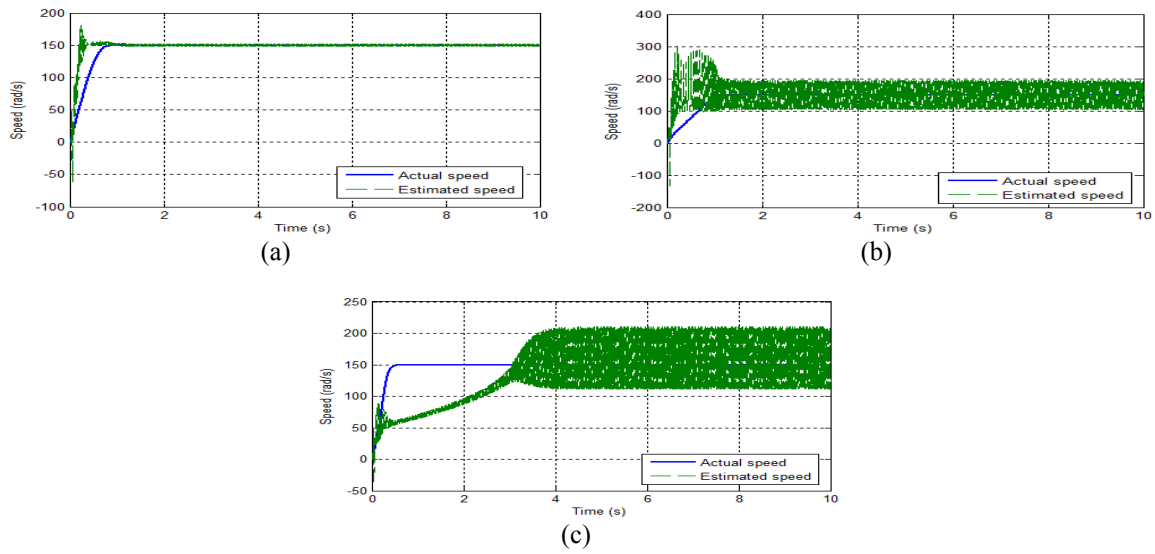 200
150
100
50
0
-50
-100
Speed (rad/s)
Actual speed
Estimated speed
0 2 4 6 8 10
Time (s)
(a)
400
300
200
100
0
-100
-200
Speed (rad/s)
Actual speed
Estimated speed
0 2 4 6 8 10
Time (s)
(b)
250
200
150
100
50
0
-50
Speed (rad/s)
Actual speed
Estimated speed
0 2 4 6 8 10
Time (s)
(c)